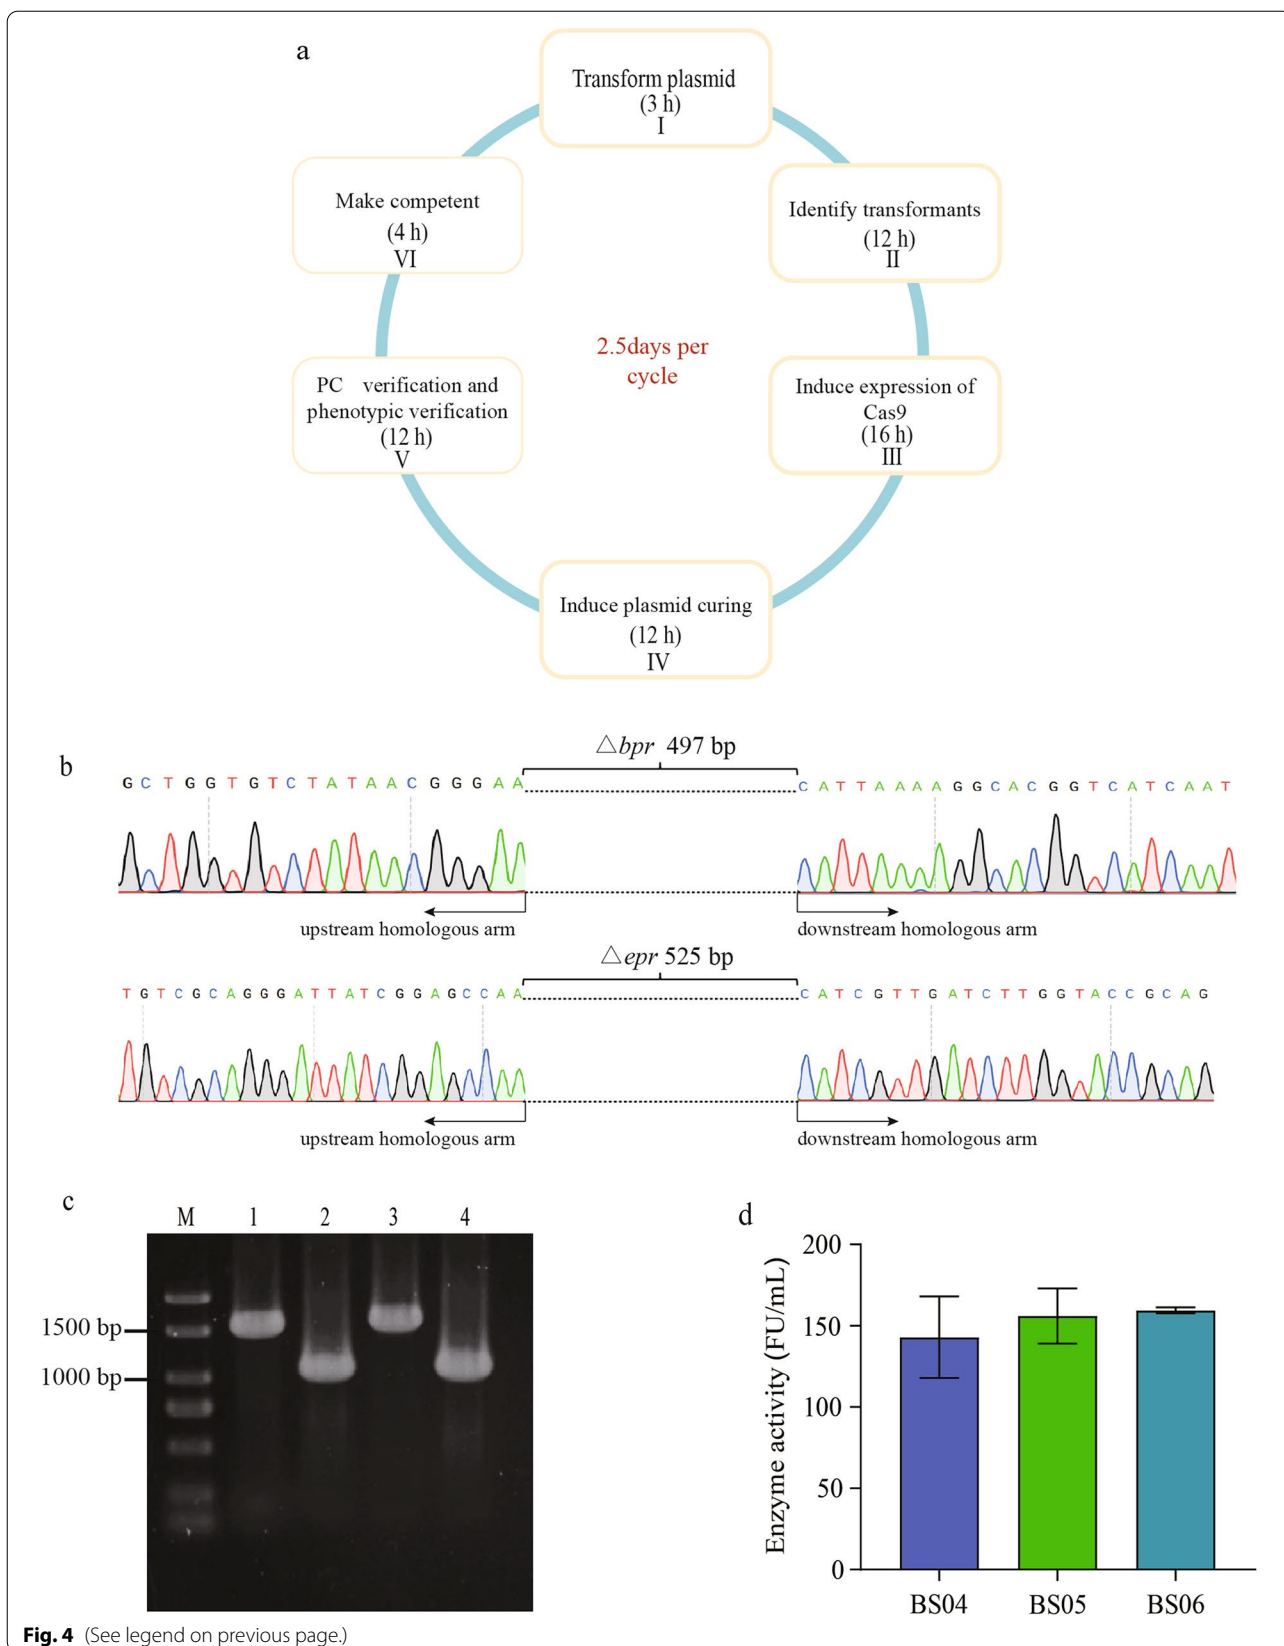 a
Transform plasmid
(3 h)
I
Identify transformants
(12 h)
II
Induce expression of
Cas9
(16 h)
III
Induce plasmid curing
(12 h)
IV
PC verification and
phenotypic verification
(12 h)
V
Make competent
(4 h)
VI
2.5days per
cycle
b
△bpr 497 bp
G C T G G T G T C T A T A A C G G G A A
C A T T A A A A G G C A C G G T C A T C A A T
upstream homologous arm
downstream homologous arm
△epr 525 bp
T G T C G C A G G G A T T A T C G G A G C C A A
C A T C G T T G A T C T T G G T A C C G C A G
upstream homologous arm
downstream homologous arm
c
M 1 2 3 4
1500 bp
1000 bp
d
Enzyme activity (FU/mL)
200
150
100
50
0
BS04 BS05 BS06
Fig. 4 (See legend on previous page.)